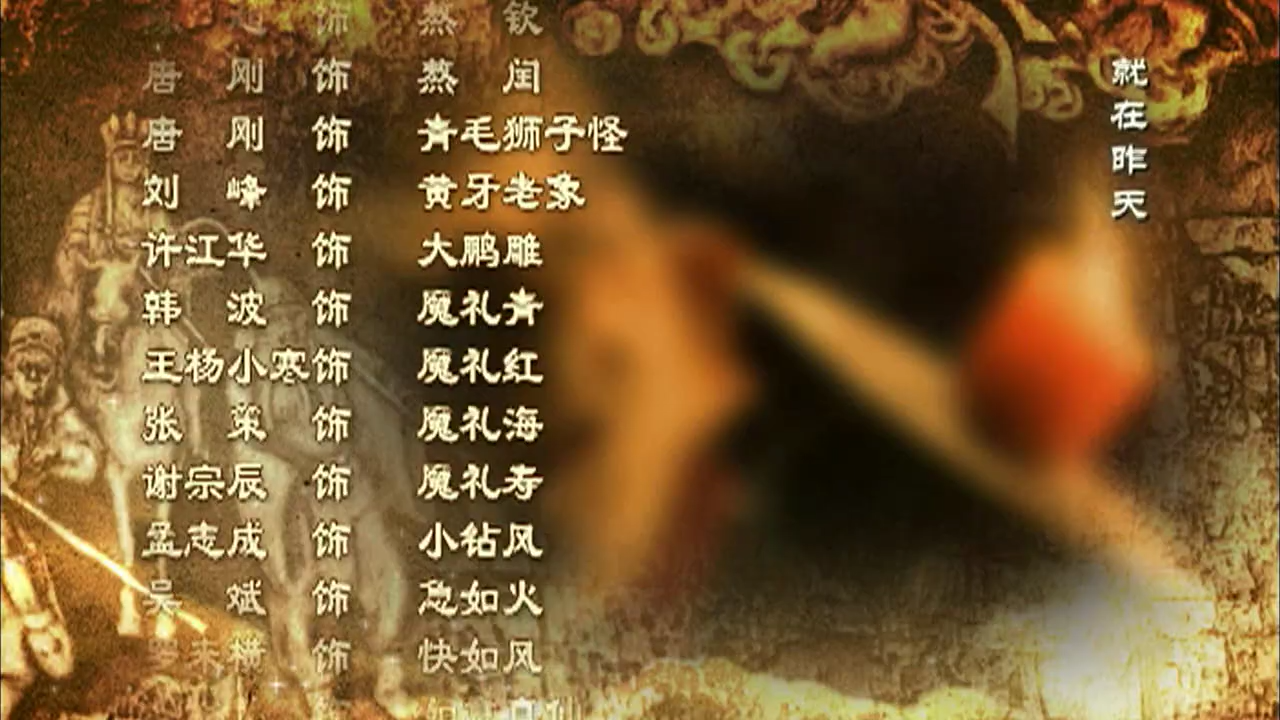 饰 熬钦
唐刚 饰 熬闰
唐刚 饰 青毛狮子怪
刘峰 饰 黄牙老象
许江华 饰 大鹏雕
韩波 饰 魔礼青
王杨小寒 饰 魔礼红
张策 饰 魔礼海
谢宗辰 饰 魔礼寿
孟志成 饰 小钻风
吴斌 饰 急如火
饰 快如风
就在昨天